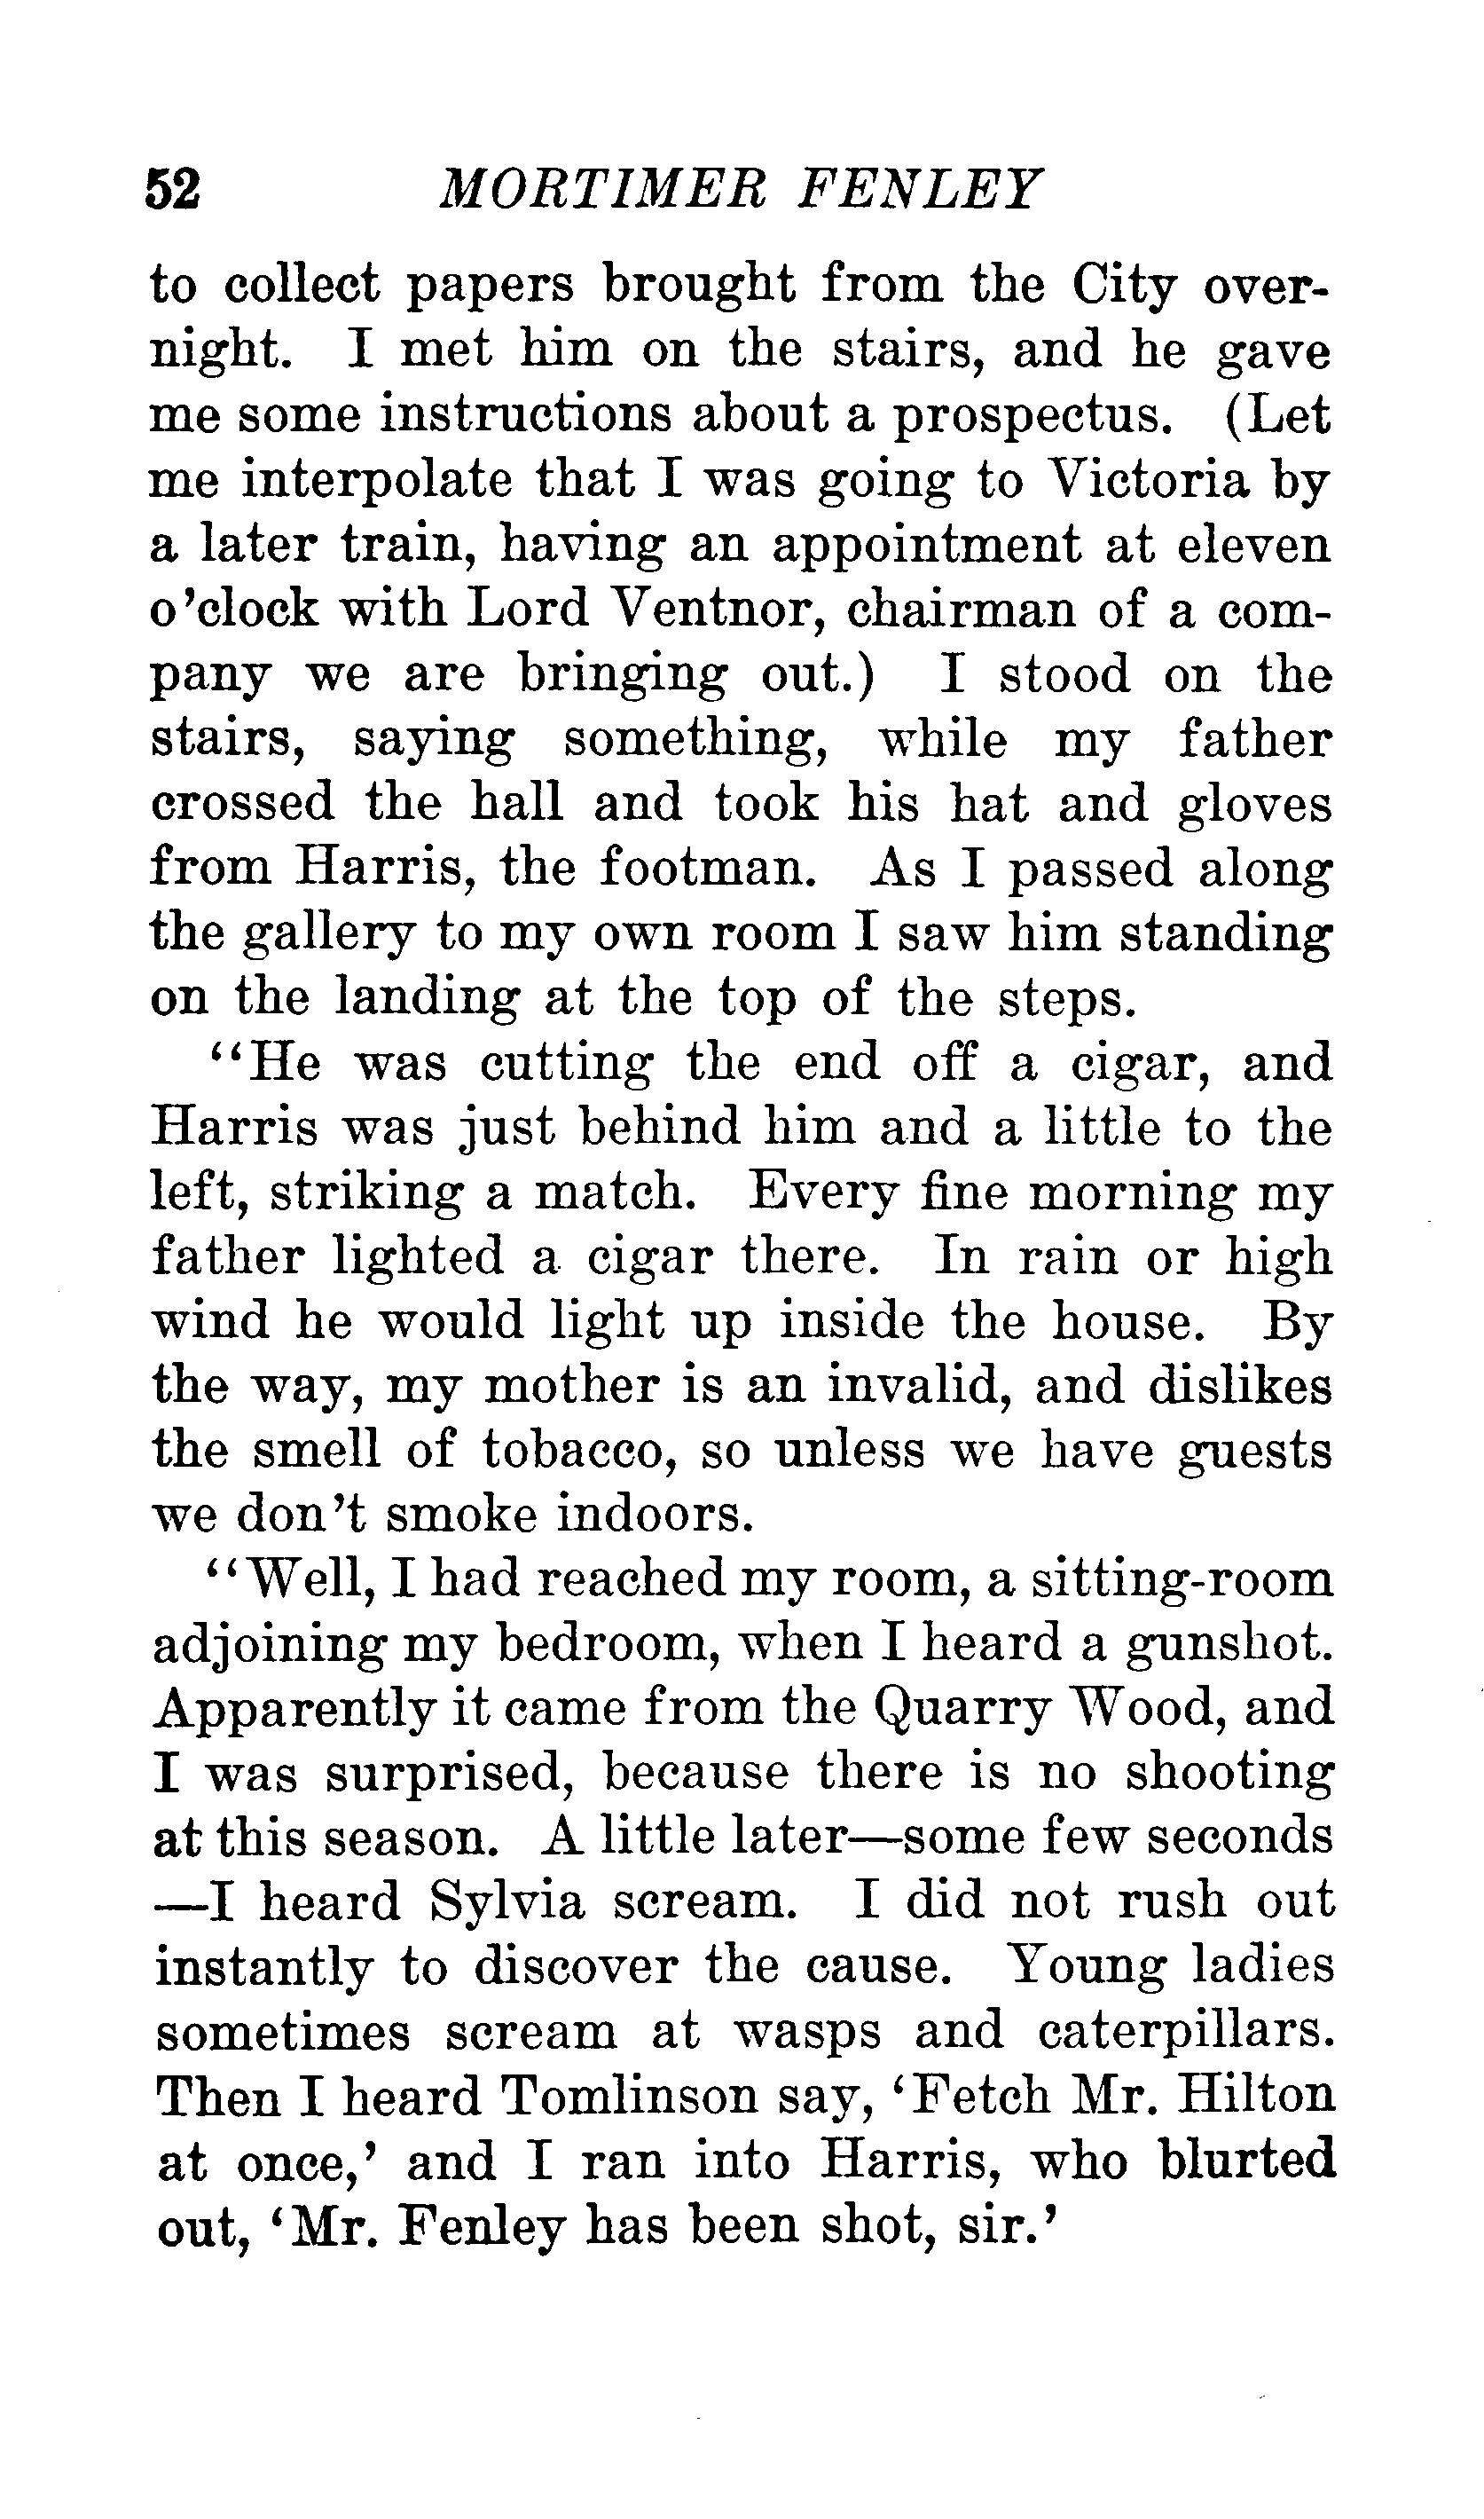 52 MORTIMER FENLEY
to collect papers brought from the City over-
night. I met him on the stairs, and he gave
me some instructions about a prospectus. (Let
me interpolate that I was going to Victoria by
a later train, having an appointment at eleven
o'clock with Lord Ventnor, chairman of a com-
pany we are bringing out.) I stood on the
stairs, saying something, while my father
crossed the hall and took his hat and gloves
from Harris, the footman. As I passed along
the gallery to my own room I saw him standing
on the landing at the top of the steps.
"He was cutting the end off a cigar, and
Harris was just behind him and a little to the
left, striking a match. Every fine morning my
father lighted a cigar there. In rain or high
wind he would light up inside the house. By
the way, my mother is an invalid, and dislikes
the smell of tobacco, so unless we have guests
we don't smoke indoors.
"Well, I had reached my room, a sitting-room
adjoining my bedroom, when I heard a gunshot.
Apparently it came from the Quarry Wood, and
I was surprised, because there is no shooting
at this season. A little later—some few seconds
—I heard Sylvia scream. I did not rush out
instantly to discover the cause. Young ladies
sometimes scream at wasps and caterpillars.
Then I heard Tomlinson say, 'Fetch Mr. Hilton
at once,' and I ran into Harris, who blurted
out, 'Mr. Fenley has been shot, sir.'